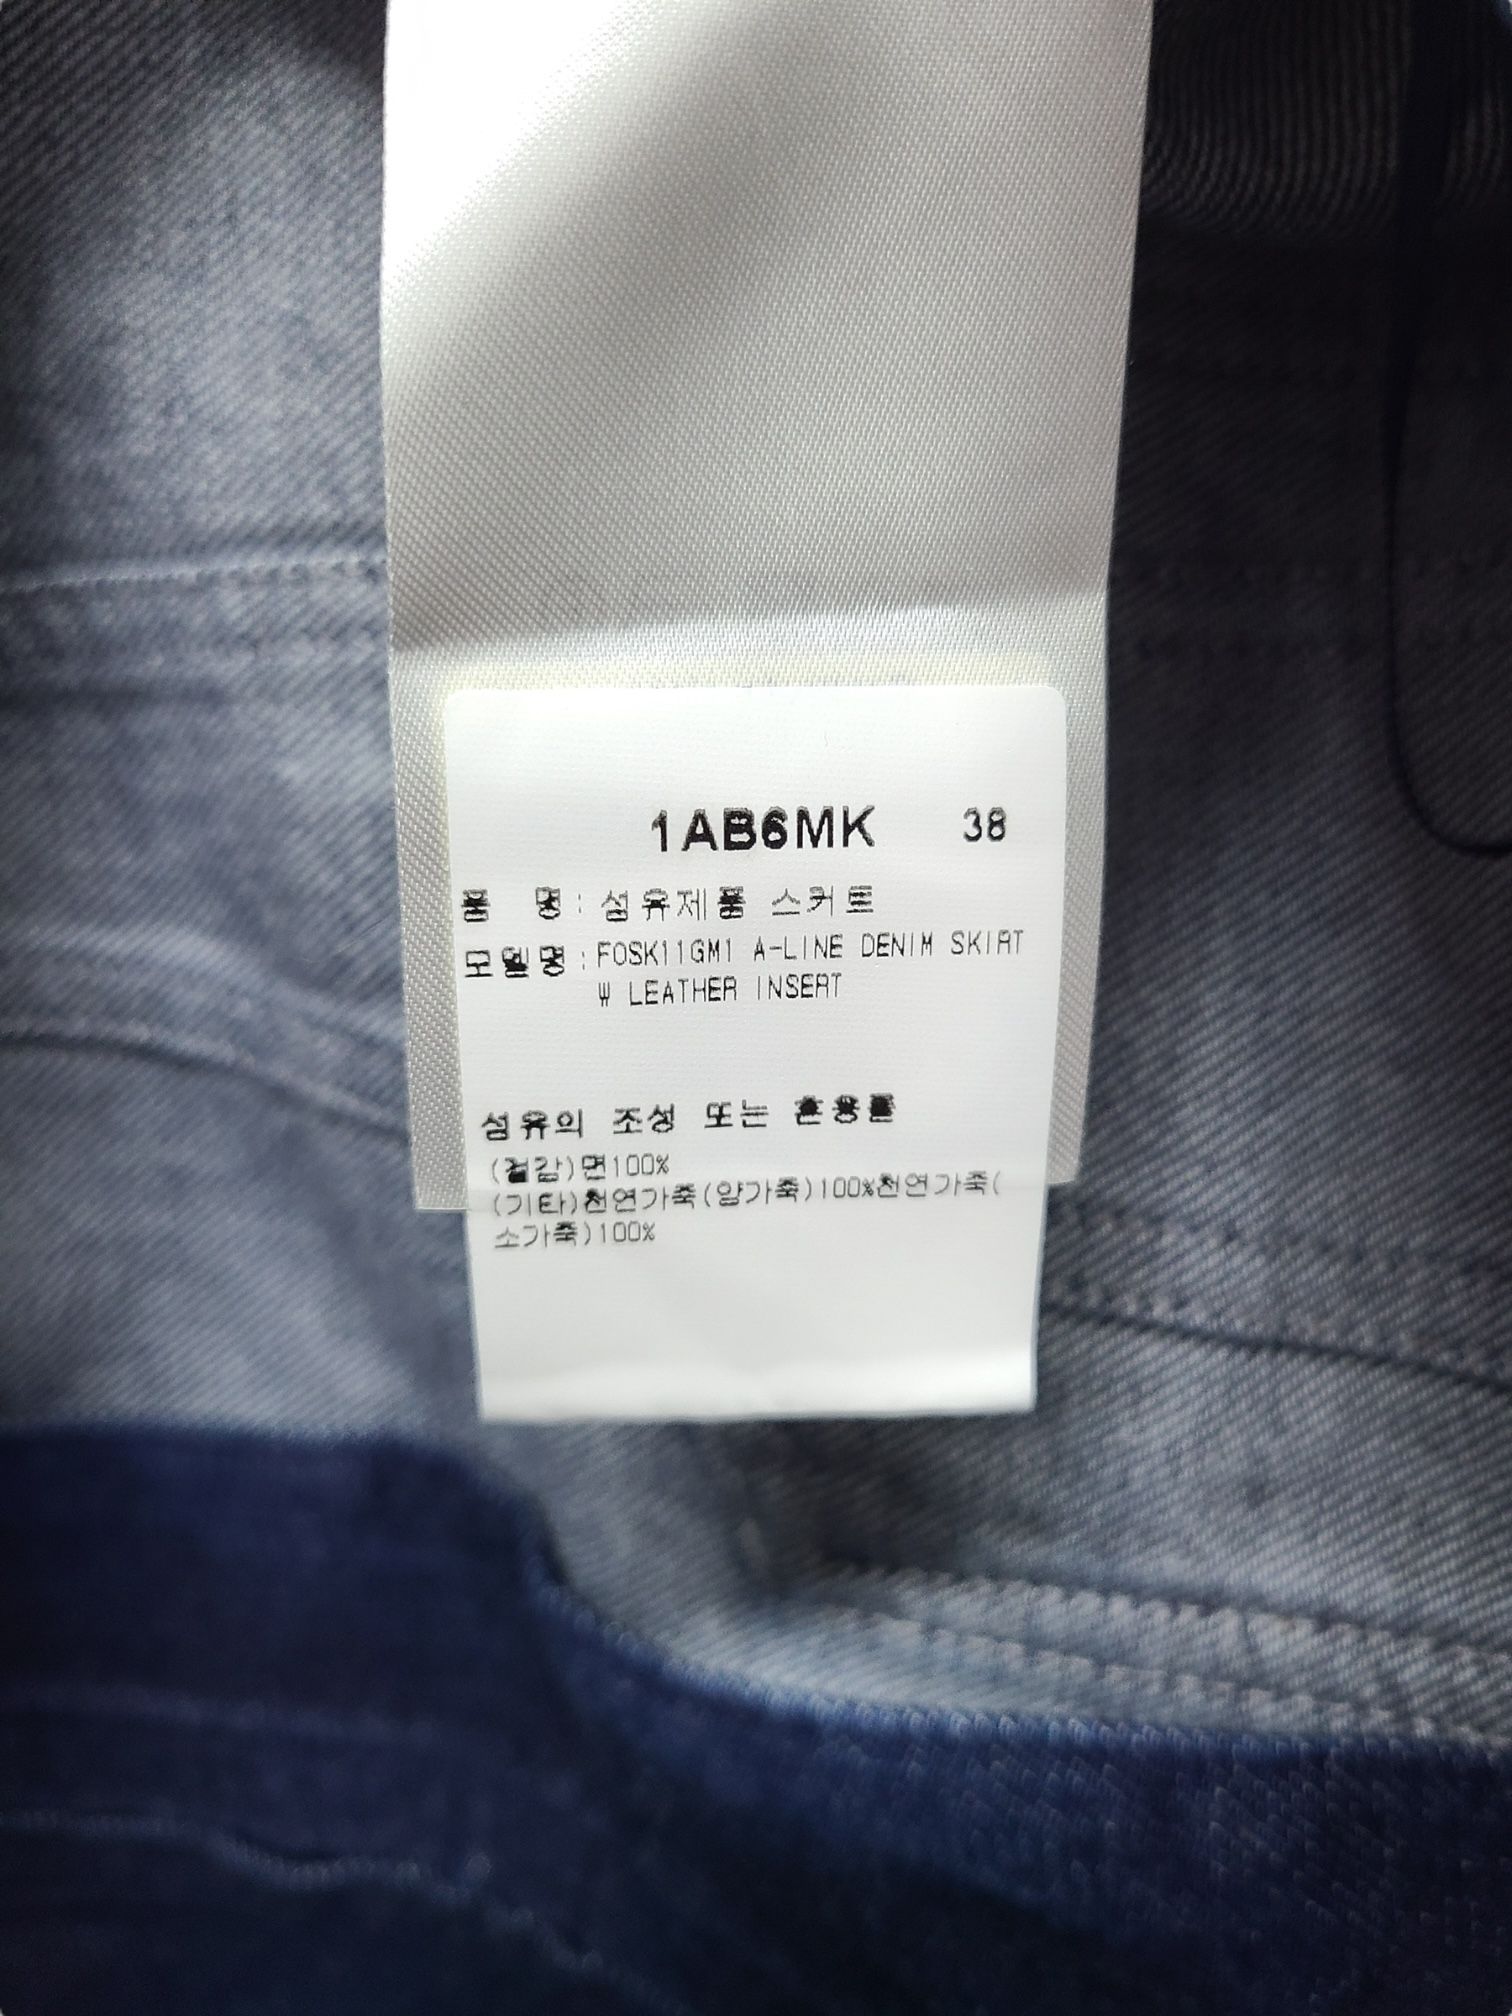 1AB6MK 38
품 명 : 섬유제품 스커트
모델명 : FOSK11GM1 A-LINE DENIM SKIRT
W LEATHER INSERT
섬유의 조성 또는 혼용률
(겉감)면100%
(기타)천연가죽(양가죽)100%천연가죽(
소가죽)100%